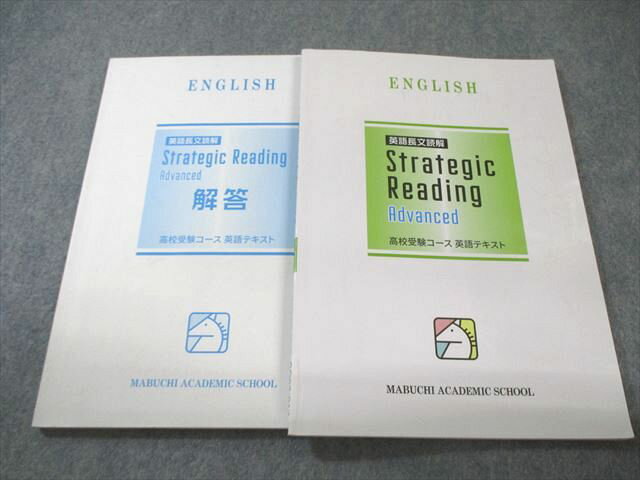 ENGLISH
英語長文読解
Strategic Reading
Advanced
解答
高校受験コース 英語テキスト
MABUCHI ACADEMIC SCHOOL
ENGLISH
英語長文読解
Strategic
Reading
Advanced
高校受験コース 英語テキスト
MABUCHI ACADEMIC SCHOOL